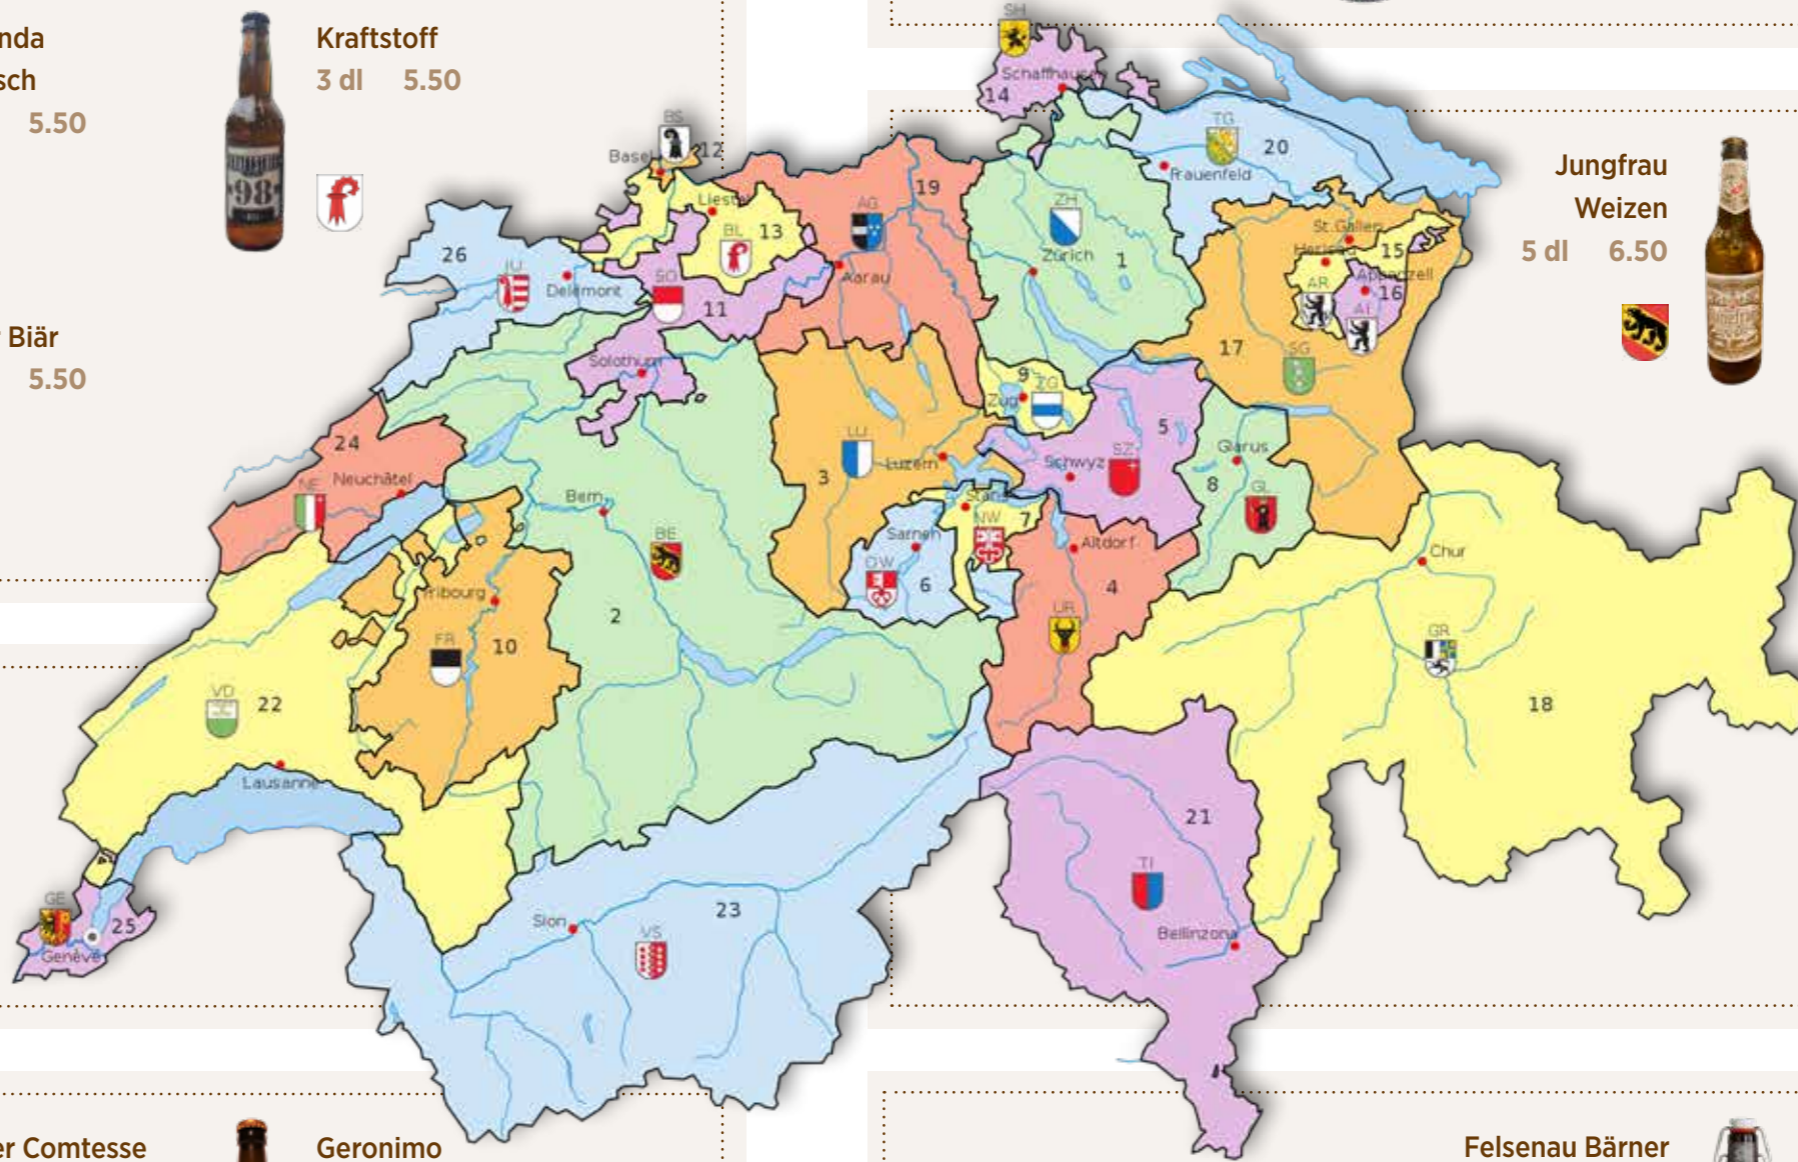 nda
sch
5.50
Kraftstoff
3 dl 5.50
98
r Biär
5.50
Jungfrau
Weizen
5 dl 6.50
SH
Schaffhausen
14
BS
Basel
12
TG
20
Frauenfeld
Liestal
BL
13
AG
19
Aarau
ZH
Zürich
1
St.Gallen
Herisau
15
AR
Appenzell
16
AI
17
SG
26
JU
Delémont
SO
11
Solothurn
9
ZG
Zug
24
Neuchâtel
NE
LU
Luzern
3
5
Schwyz
SZ
Glarus
8
GL
Bern
BE
2
Stans
NW
7
Sarnen
OW
6
Altdorf
4
UR
Chur
GR
18
Fribourg
FR
10
VD
22
Lausanne
21
TI
Bellinzona
GE
25
Genève
Sion
23
VS
er Comtesse
Geronimo
Felsenau Bärner